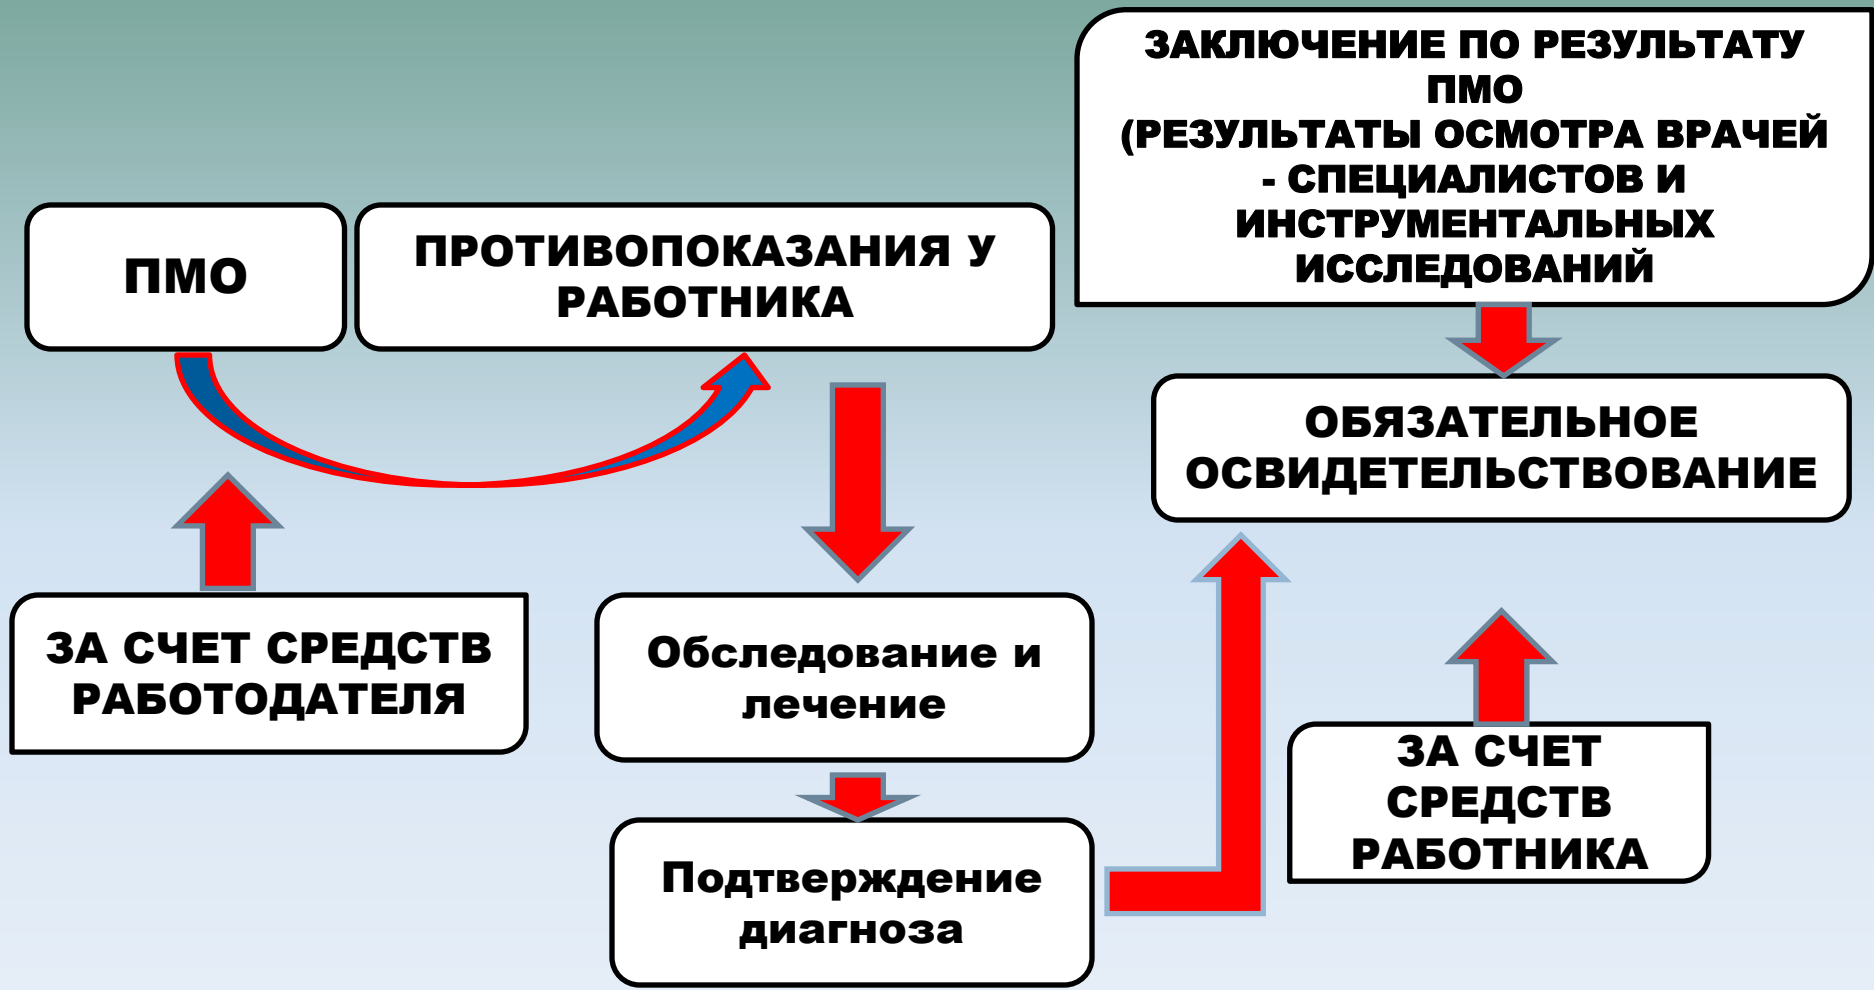 ПМО
ПРОТИВОПОКАЗАНИЯ У
РАБОТНИКА
ЗАКЛЮЧЕНИЕ ПО РЕЗУЛЬТАТУ
ПМО
(РЕЗУЛЬТАТЫ ОСМОТРА ВРАЧЕЙ
- СПЕЦИАЛИСТОВ И
ИНСТРУМЕНТАЛЬНЫХ
ИССЛЕДОВАНИЙ
ОБЯЗАТЕЛЬНОЕ
ОСВИДЕТЕЛЬСТВОВАНИЕ
ЗА СЧЕТ СРЕДСТВ
РАБОТОДАТЕЛЯ
Обследование и
лечение
Подтверждение
диагноза
ЗА СЧЕТ
СРЕДСТВ
РАБОТНИКА